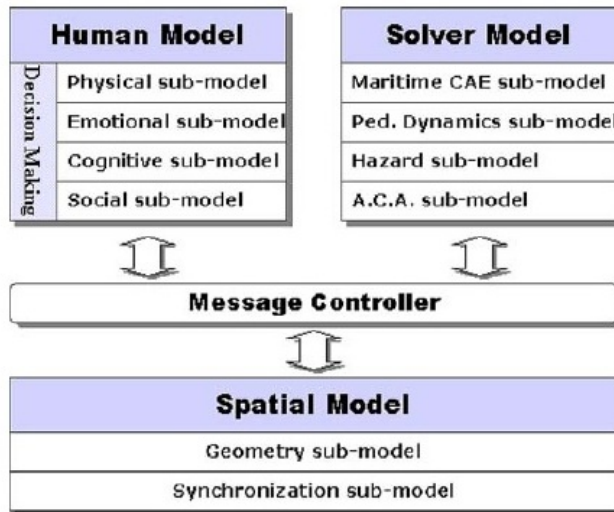 Human Model
Decision Making
Physical sub-model
Emotional sub-model
Cognitive sub-model
Social sub-model
Solver Model
Maritime CAE sub-model
Ped. Dynamics sub-model
Hazard sub-model
A.C.A. sub-model
Message Controller
Spatial Model
Geometry sub-model
Synchronization sub-model